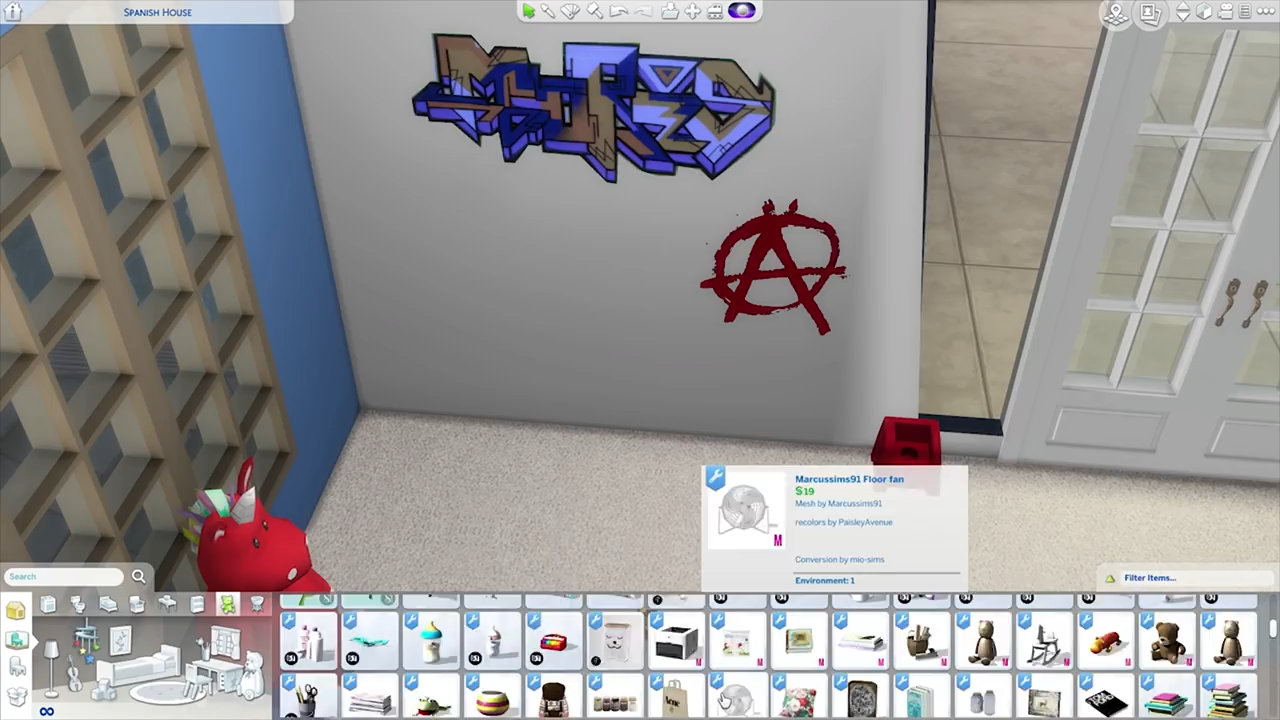 SPANISH HOUSE
Marcussims91 Floor fan
$19
Mesh by Marcussims91
recolors by PaisleyAvenue
M
Conversion by mio-sims
Environment: 1
Search
Filter Items...